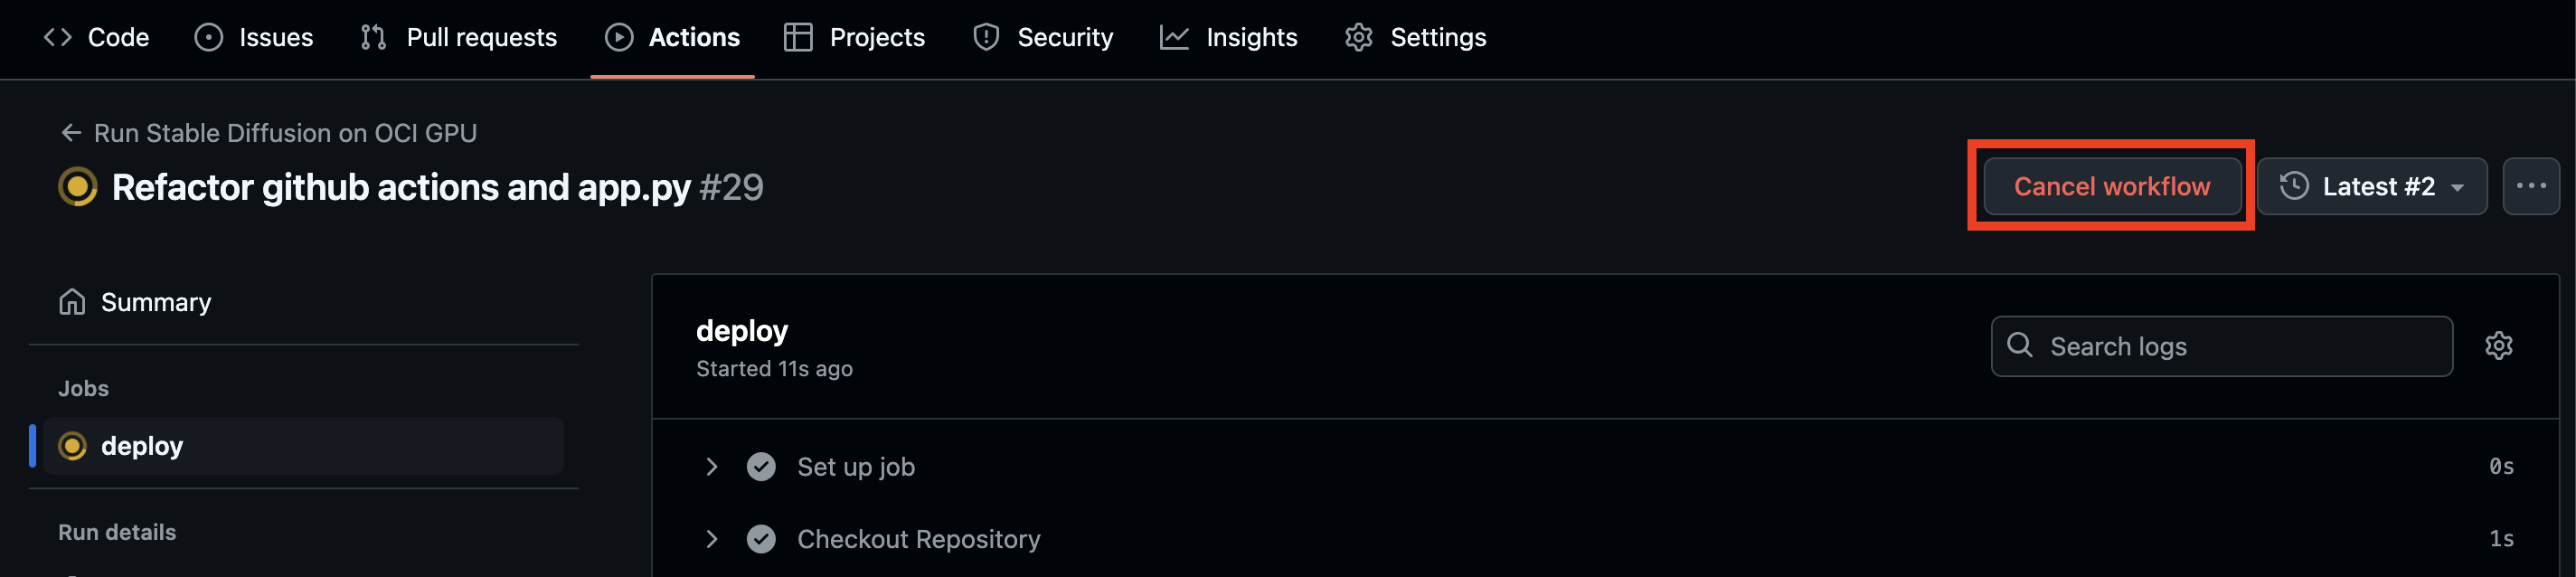 Code Issues Pull requests Actions Projects Security Insights Settings
Run Stable Diffusion on OCI GPU
Refactor github actions and app.py #29
Cancel workflow
Latest #2
Summary
Jobs
deploy
Run details
deploy
Started 11s ago
Search logs
Set up job 0s
Checkout Repository 1s